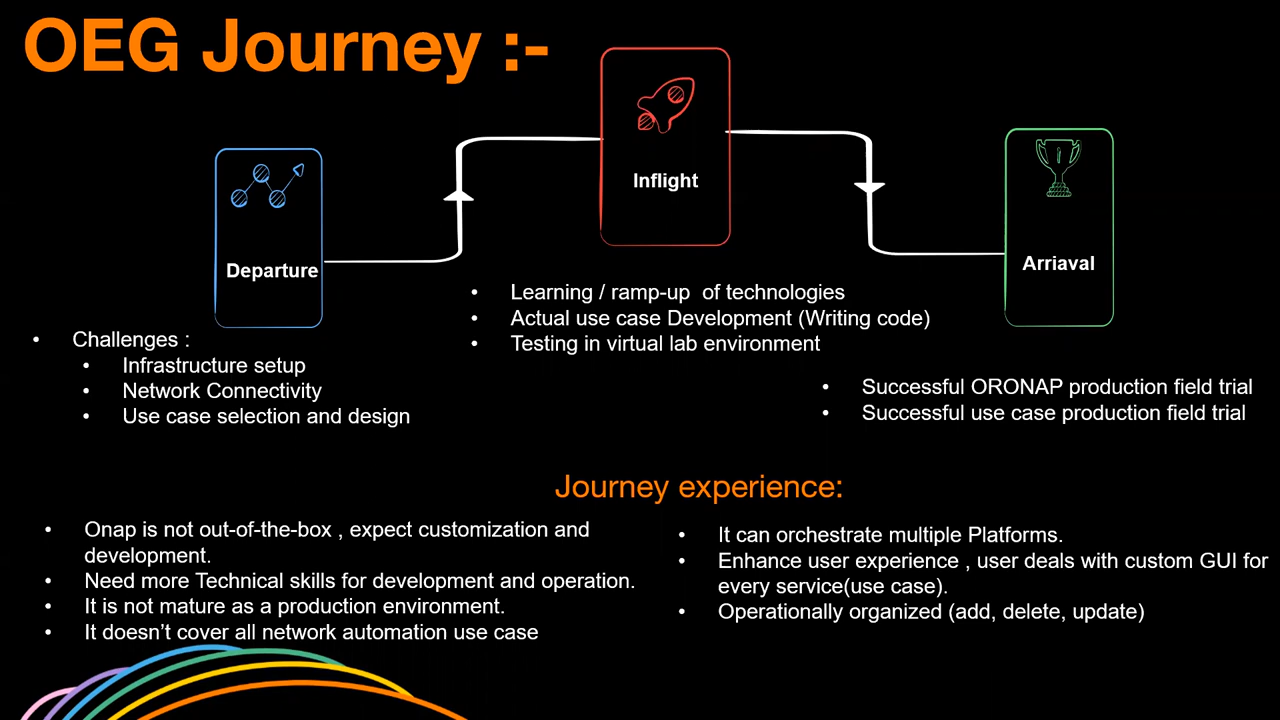 OEG Journey :-
Departure
Inflight
Arriaval
• Challenges :
• Infrastructure setup
• Network Connectivity
• Use case selection and design
• Learning / ramp-up of technologies
• Actual use case Development (Writing code)
• Testing in virtual lab environment
• Successful ORONAP production field trial
• Successful use case production field trial
Journey experience:
• Onap is not out-of-the-box , expect customization and
development.
• Need more Technical skills for development and operation.
• It is not mature as a production environment.
• It doesn’t cover all network automation use case
• It can orchestrate multiple Platforms.
• Enhance user experience , user deals with custom GUI for
every service(use case).
• Operationally organized (add, delete, update)